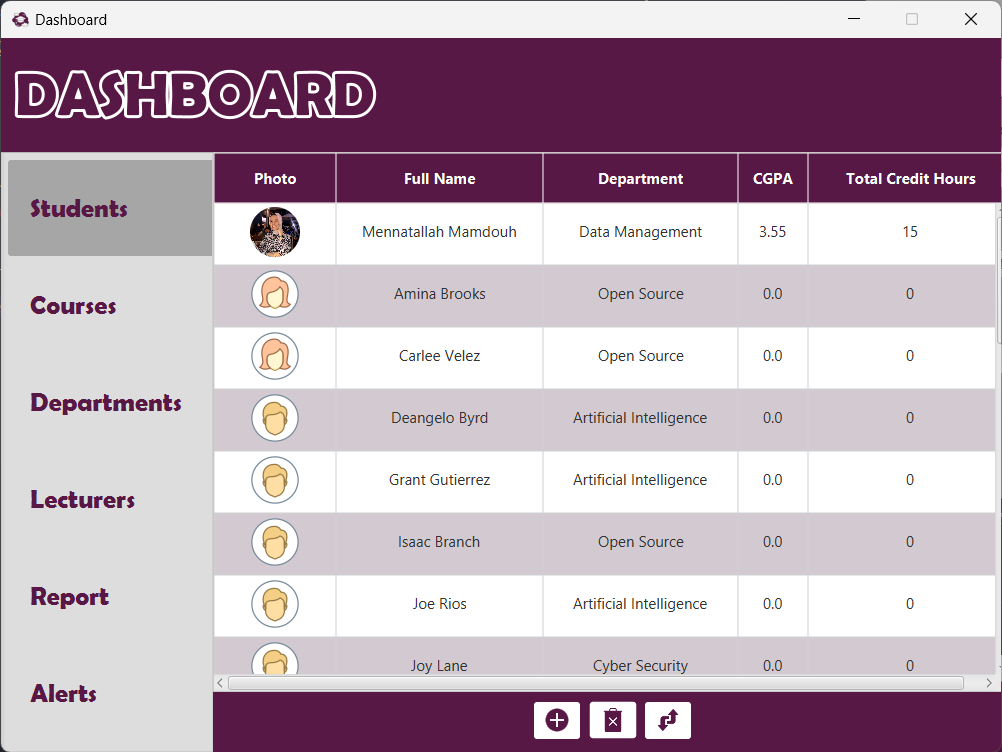 Dashboard
DASHBOARD
Students
Courses
Departments
Lecturers
Report
Alerts
Photo Full Name Department CGPA Total Credit Hours
Mennatallah Mamdouh Data Management 3.55 15
Amina Brooks Open Source 0.0 0
Carlee Velez Open Source 0.0 0
Deangelo Byrd Artificial Intelligence 0.0 0
Grant Gutierrez Artificial Intelligence 0.0 0
Isaac Branch Open Source 0.0 0
Joe Rios Artificial Intelligence 0.0 0
Joy Lane Cyber Security 0.0 0